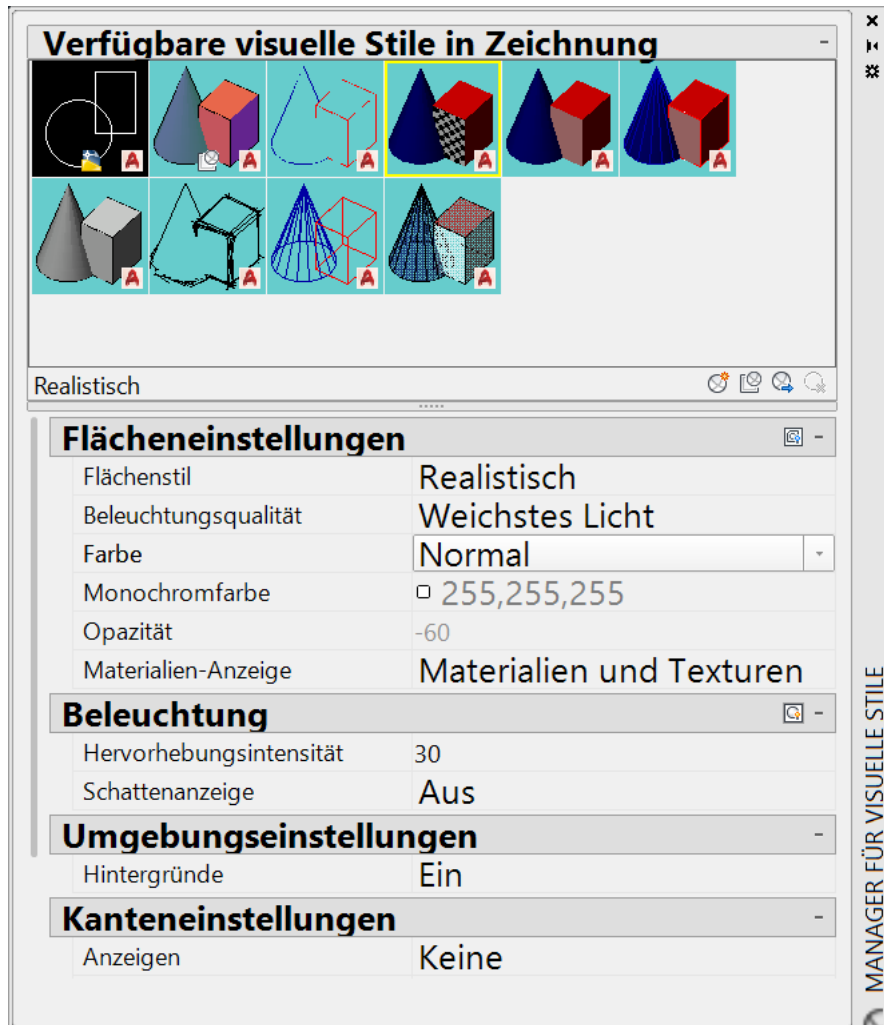 Verfügbare visuelle Stile in Zeichnung
Realistisch
Flächeneinstellungen
Flächenstil Realistisch
Beleuchtungsqualität Weichstes Licht
Farbe Normal
Monochromfarbe 255,255,255
Opazität -60
Materialien-Anzeige Materialien und Texturen
Beleuchtung
Hervorhebungsintensität 30
Schattenanzeige Aus
Umgebungseinstellungen
Hintergründe Ein
Kanteneinstellungen
Anzeigen Keine
MANAGER FÜR VISUELLE STILE